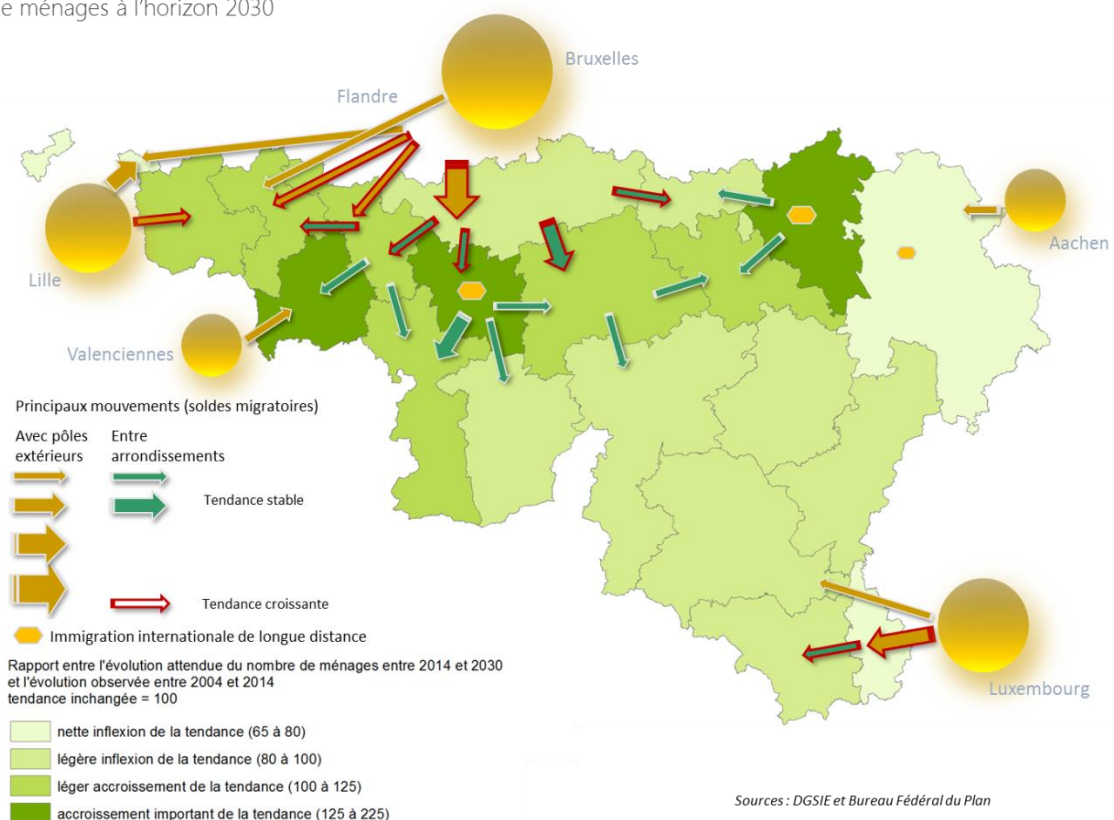 e ménages à l'horizon 2030
Bruxelles
Flandre
Lille
Aachen
Valenciennes
Principaux mouvements (soldes migratoires)
Avec pôles extérieurs
Entre arrondissements
Tendance stable
Tendance croissante
Immigration internationale de longue distance
Luxembourg
Rapport entre l'évolution attendue du nombre de ménages entre 2014 et 2030
et l'évolution observée entre 2004 et 2014
tendance inchangée = 100
nette inflexion de la tendance (65 à 80)
légère inflexion de la tendance (80 à 100)
léger accroissement de la tendance (100 à 125)
accroissement important de la tendance (125 à 225)
Sources : DGSIE et Bureau Fédéral du Plan